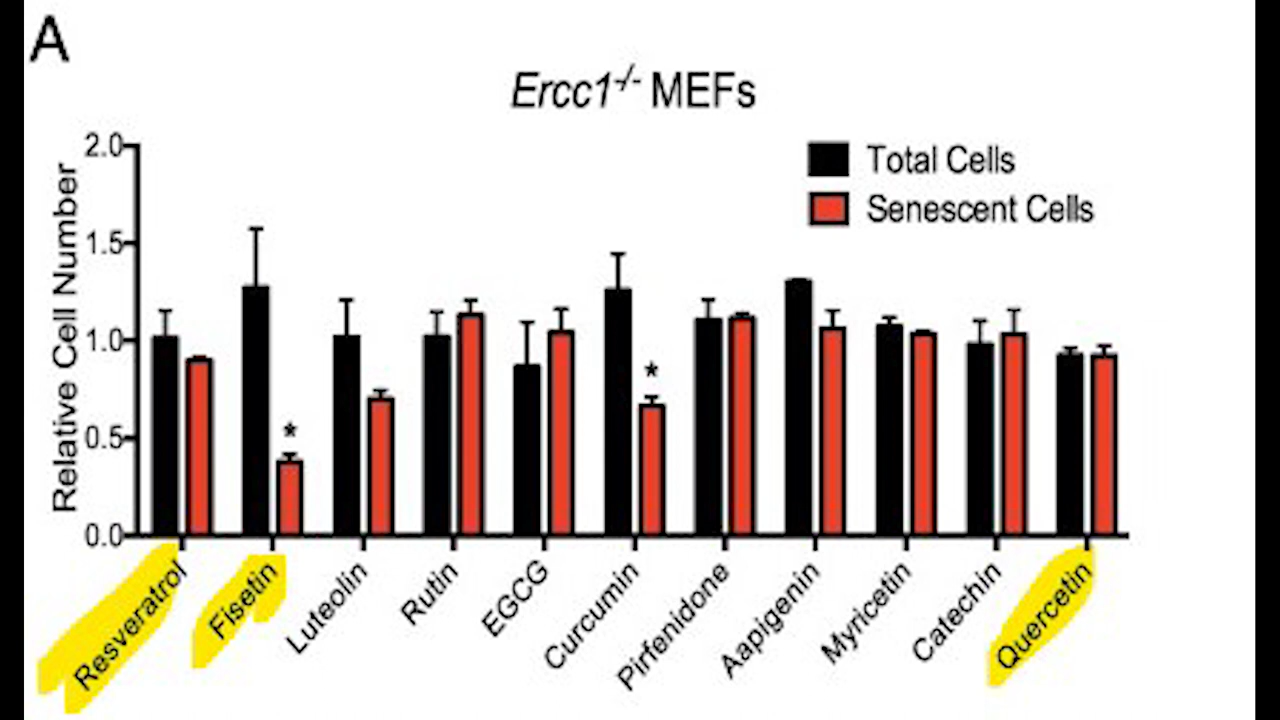 A
Ercc1-/- MEFs
Total Cells
Senescent Cells
Relative Cell Number
2.0
1.5
1.0
0.5
0.0
*
*
Resveratrol
Fisetin
Luteolin
Rutin
EGCG
Curcumin
Pirfenidone
Aapigenin
Myricetin
Catechin
Quercetin